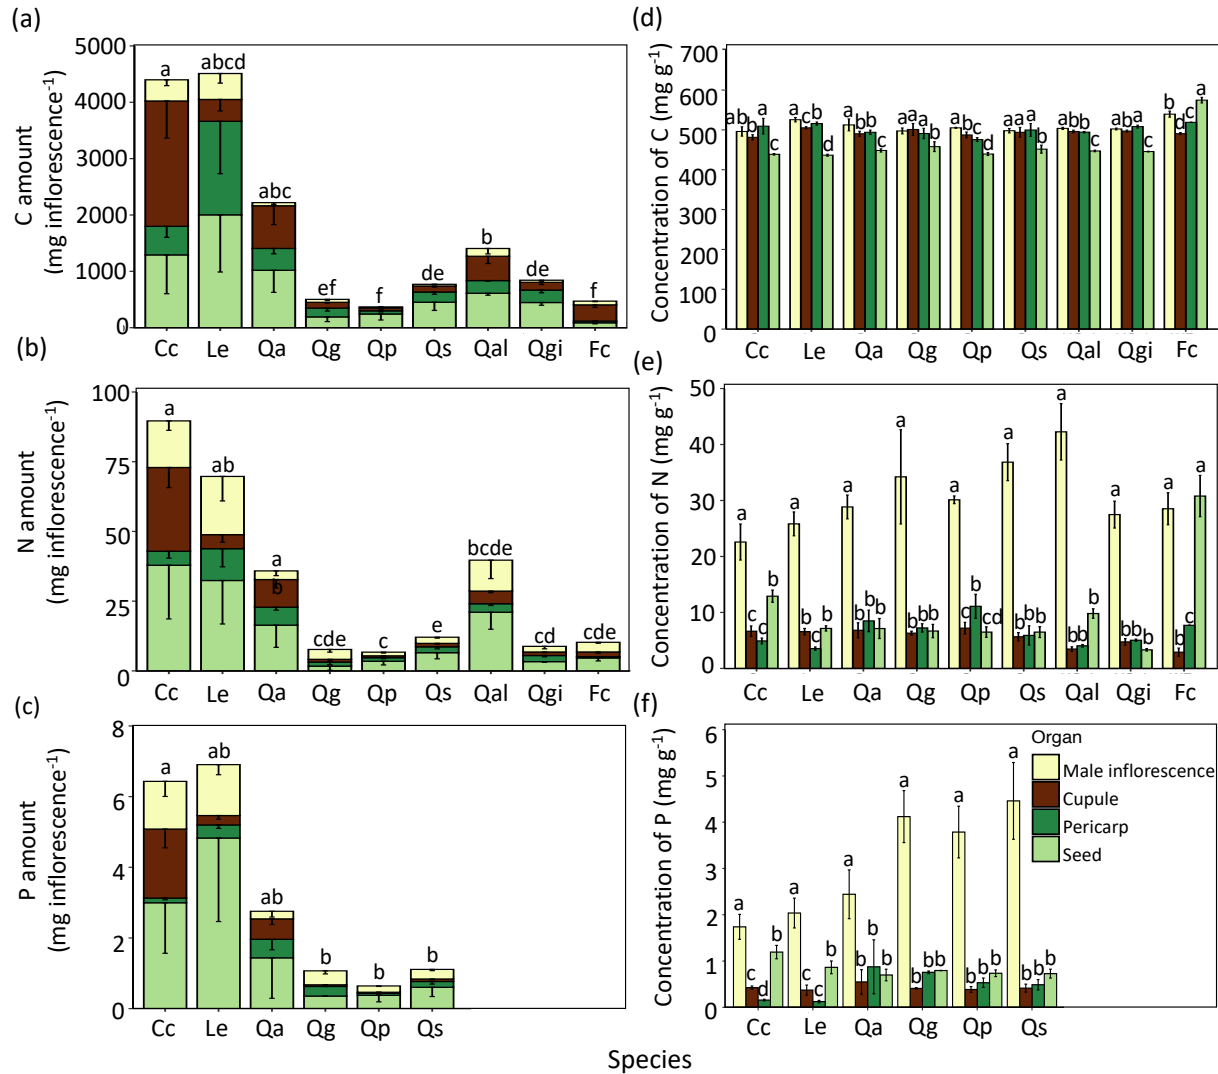 (a)
C amount
(mg inflorescence-1)
5000
4000
3000
2000
1000
0
a
abcd
abc
ef
f
de
b
de
f
Cc Le Qa Qg Qp Qs Qal Qgi Fc
(b)
N amount
(mg inflorescence-1)
100
75
50
25
0
a
ab
a
b
cde
c
e
bcde
cd
cde
Cc Le Qa Qg Qp Qs Qal Qgi Fc
(c)
P amount
(mg inflorescence-1)
8
6
4
2
0
a
ab
ab
b
b
b
Cc Le Qa Qg Qp Qs
(d)
Concentration of C (mg g-1)
700
600
500
400
300
200
100
0
ab b a c
a c b d
a b b c
a a a b
a b c d
a a a b
a b b c
a b a c
b d c a
Cc Le Qa Qg Qp Qs Qal Qgi Fc
(e)
Concentration of N (mg g-1)
50
40
30
20
10
0
a c c b
a b c b
a b b b
a b b b
a c b cd
a b b b
a b b b
a b b b
a b c a
Cc Le Qa Qg Qp Qs Qal Qgi Fc
(f)
Concentration of P (mg g-1)
6
5
4
3
2
1
0
a c d b
a c c b
a b b b
a b b b
a b b b
a b b b
Cc Le Qa Qg Qp Qs
Organ
Male inflorescence
Cupule
Pericarp
Seed
Species